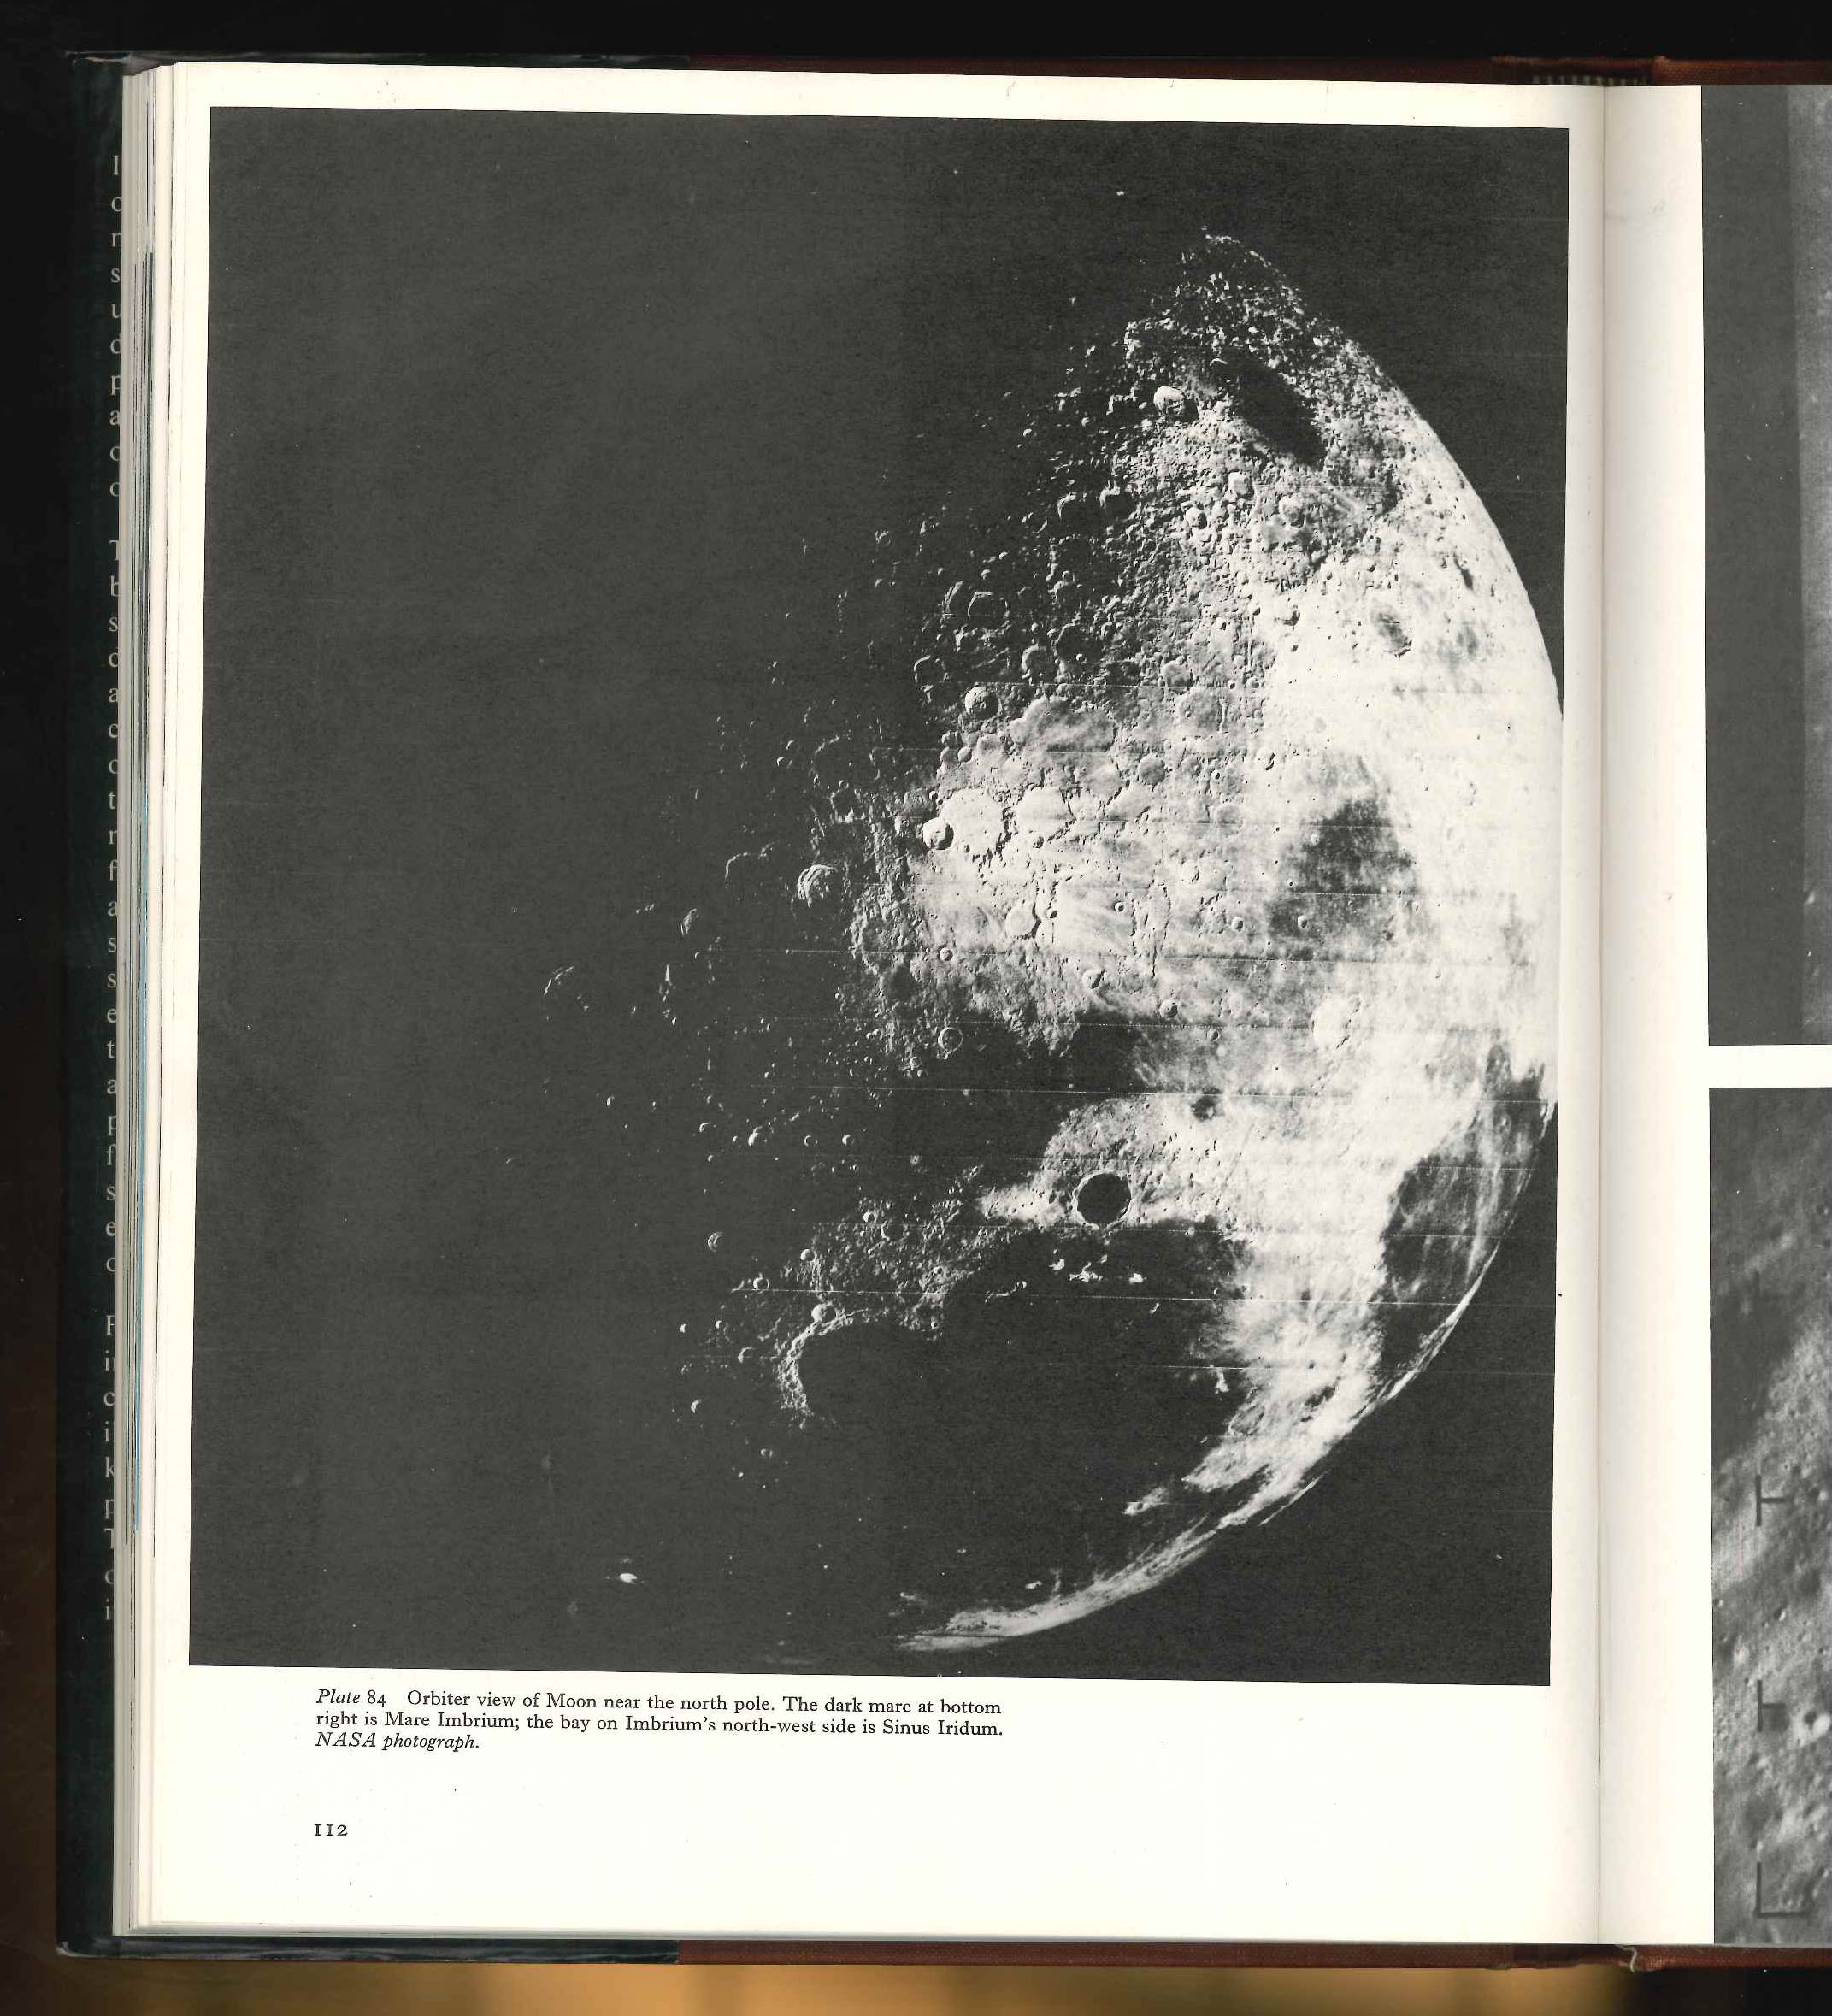 Plate 84 Orbiter view of Moon near the north pole. The dark mare at bottom
right is Mare Imbrium; the bay on Imbrium's north-west side is Sinus Iridum.
NASA photograph.
112